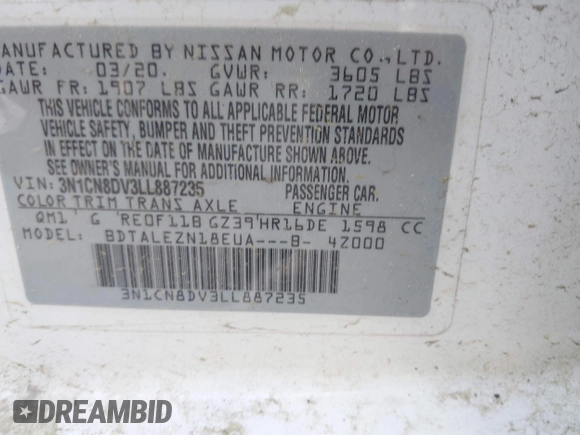 MANUFACTURED BY NISSAN MOTOR CO., LTD.
DATE: 03/20. GVWR: 3605 LBS
GAWR FR: 1907 LBS GAWR RR: 1720 LBS
THIS VEHICLE CONFORMS TO ALL APPLICABLE FEDERAL MOTOR
VEHICLE SAFETY, BUMPER AND THEFT PREVENTION STANDARDS
IN EFFECT ON THE DATE OF MANUFACTURE SHOWN ABOVE.
SEE OWNER'S MANUAL FOR ADDITIONAL INFORMATION.
VIN: 3N1CN8DV3LL887235 PASSENGER CAR.
COLOR TRIM TRANS AXLE ENGINE
QM1 G RE0F11B GZ39 HR16DE 1598 CC
MODEL: BDTALEZN18EUA---B- 4Z000
3N1CN8DV3LL887235
DREAMBID